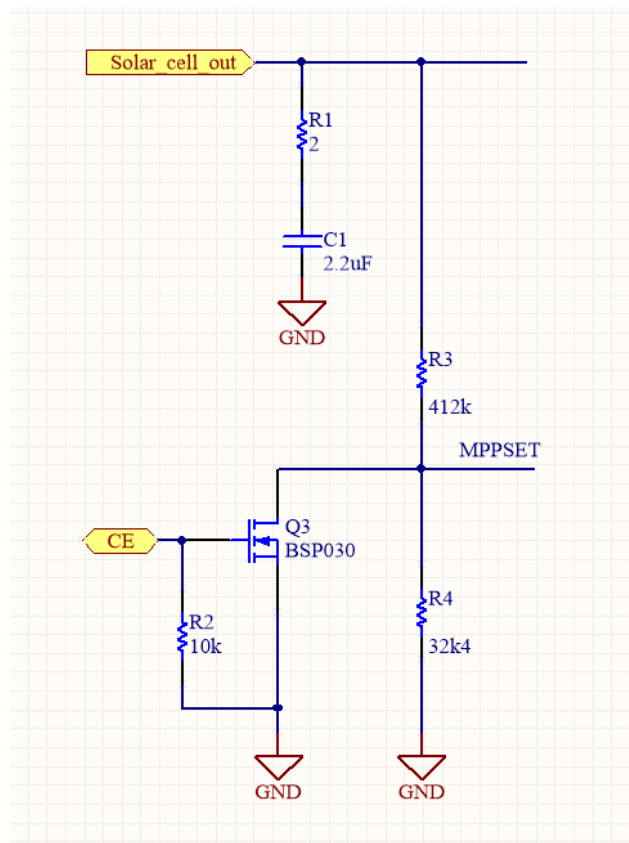 Solar_cell_out
R1
2
C1
2.2uF
GND
R3
412k
MPPSET
Q3
BSP030
CE
R2
10k
R4
32k4
GND
GND